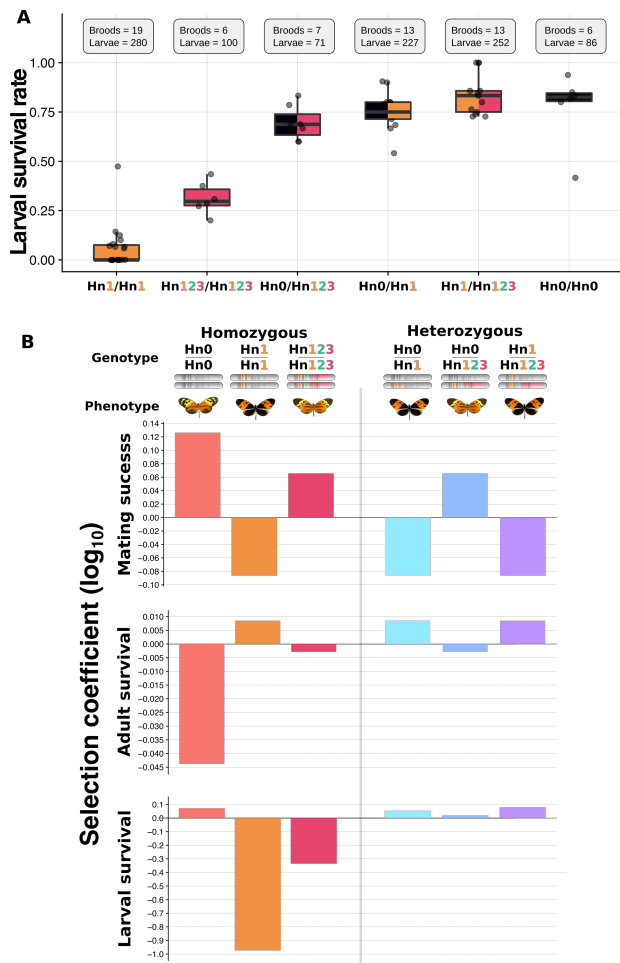 A
Broods = 19
Larvae = 280
Broods = 6
Larvae = 100
Broods = 7
Larvae = 71
Broods = 13
Larvae = 227
Broods = 13
Larvae = 252
Broods = 6
Larvae = 86
Larval survival rate
1.00
0.75
0.50
0.25
0.00
Hn1/Hn1
Hn123/Hn123
Hn0/Hn123
Hn0/Hn1
Hn1/Hn123
Hn0/Hn0
B
Homozygous
Heterozygous
Genotype
Hn0
Hn0
Hn1
Hn1
Hn123
Hn123
Hn0
Hn1
Hn0
Hn123
Hn1
Hn123
Phenotype
Selection coefficient (log10)
Mating sucesss
0.14
0.12
0.10
0.08
0.06
0.04
0.02
0.00
−0.02
−0.04
−0.06
−0.08
−0.10
Adult survival
0.010
0.005
0.000
−0.005
−0.010
−0.015
−0.020
−0.025
−0.030
−0.035
−0.040
−0.045
Larval survival
0.1
0.0
−0.1
−0.2
−0.3
−0.4
−0.5
−0.6
−0.7
−0.8
−0.9
−1.0